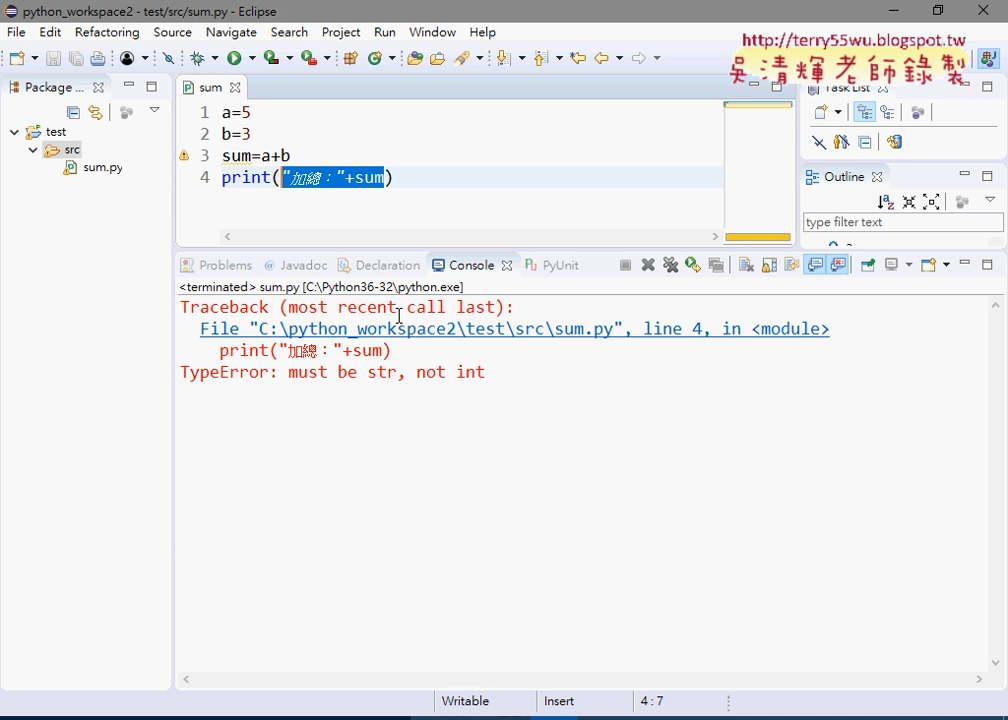 python_workspace2 - test/src/sum.py - Eclipse
File Edit Refactoring Source Navigate Search Project Run Window Help
http://terry55wu.blogspot.tw
吳清輝老師錄製
Package ...
sum
Task List
test
src
sum.py
1 a=5
2 b=3
3 sum=a+b
4 print("加總："+sum)
Outline
type filter text
Problems @ Javadoc Declaration Console PyUnit
<terminated> sum.py [C:\Python36-32\python.exe]
Traceback (most recent call last):
File "C:\python_workspace2\test\src\sum.py", line 4, in <module>
print("加總："+sum)
TypeError: must be str, not int
Writable Insert 4 : 7